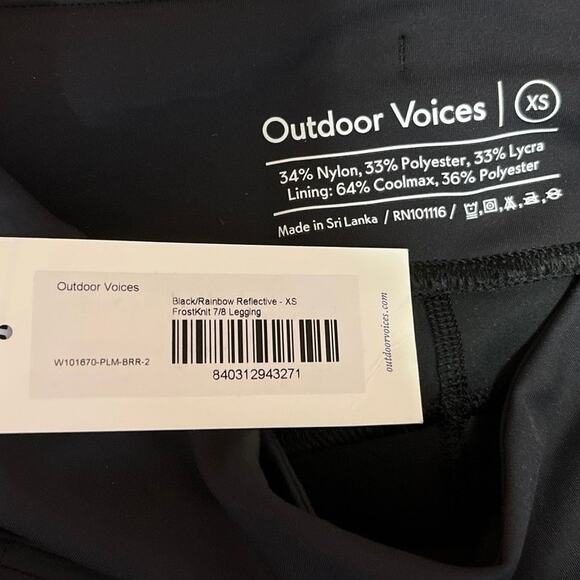 Outdoor Voices | XS
34% Nylon, 33% Polyester, 33% Lycra
Lining: 64% Coolmax, 36% Polyester
Made in Sri Lanka / RN101116 /
Outdoor Voices
Black/Rainbow Reflective - XS
FrostKnit 7/8 Legging
W101670-PLM-BRR-2
840312943271
outdoorvoices.com